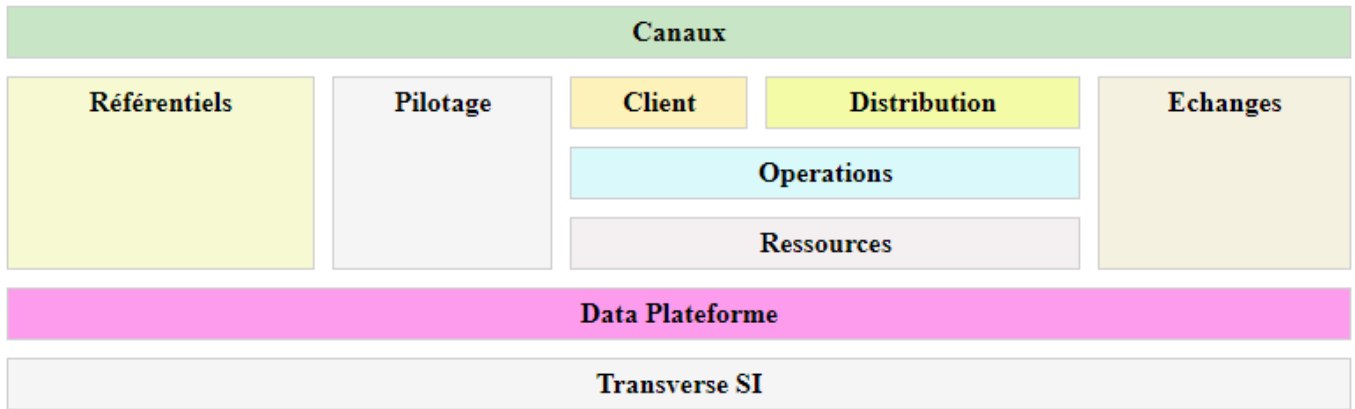 Canaux
Référentiels
Pilotage
Client
Distribution
Echanges
Operations
Ressources
Data Plateforme
Transverse SI